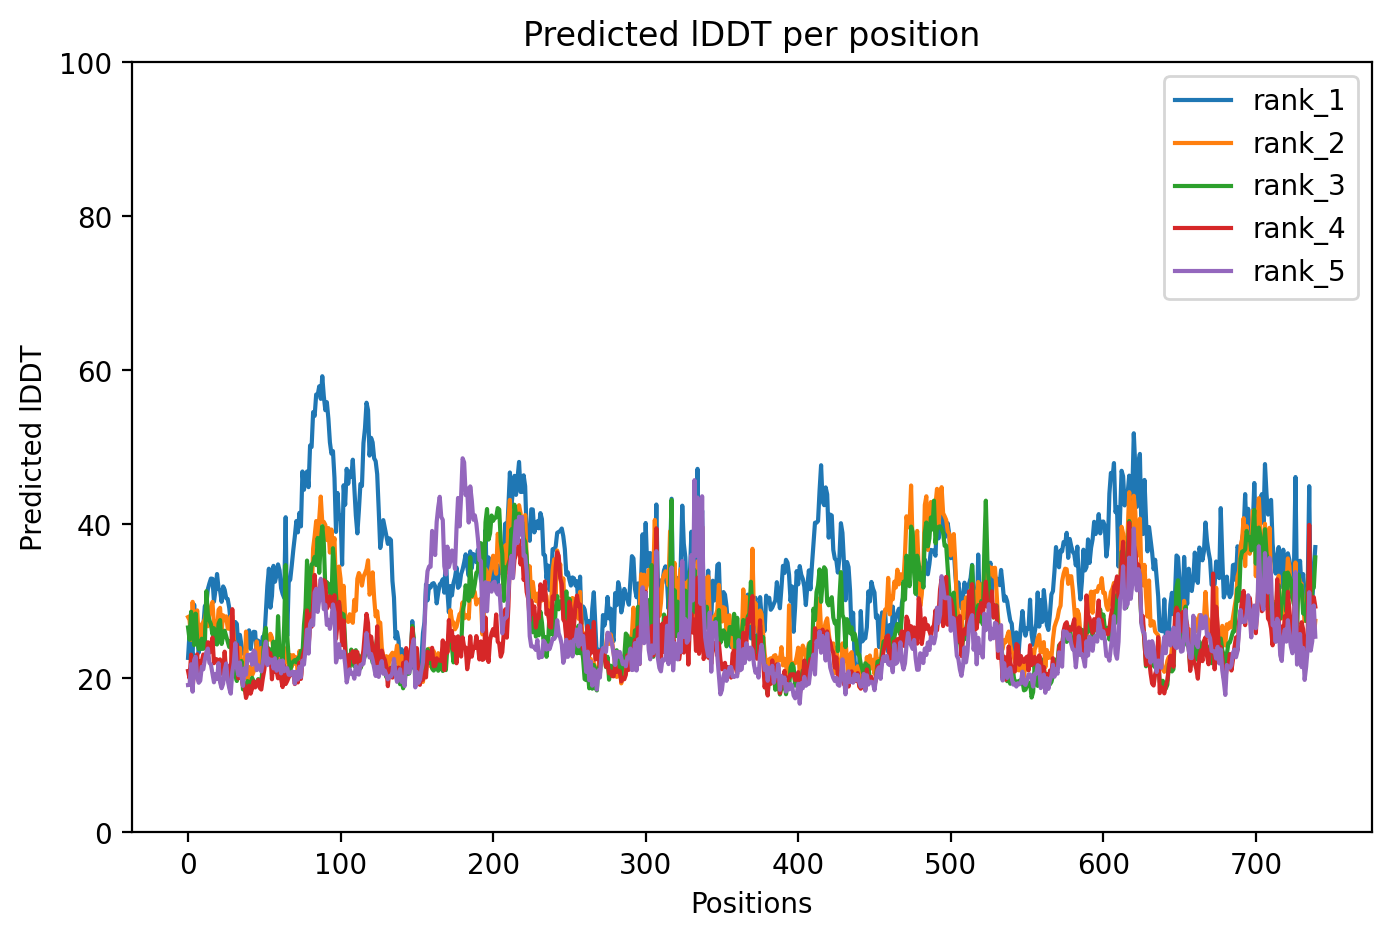 Predicted lDDT per position
100
80
60
40
20
0
Predicted lDDT
0 100 200 300 400 500 600 700
Positions
rank_1
rank_2
rank_3
rank_4
rank_5